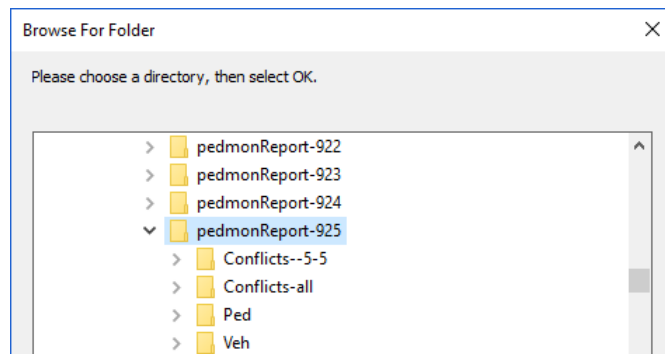 Browse For Folder
Please choose a directory, then select OK.
pedmonReport-922
pedmonReport-923
pedmonReport-924
pedmonReport-925
Conflicts--5-5
Conflicts-all
Ped
Veh